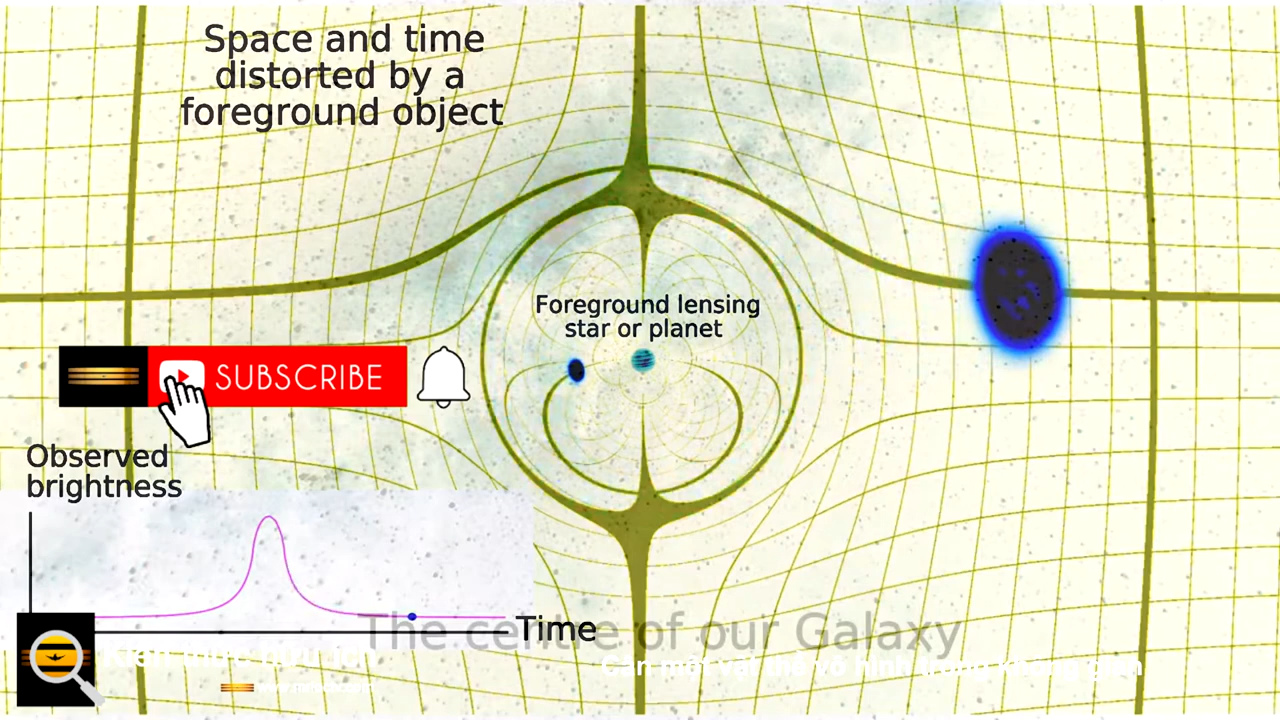 Space and time
distorted by a
foreground object
Foreground lensing
star or planet
SUBSCRIBE
Observed
brightness
Time
The centre of our Galaxy